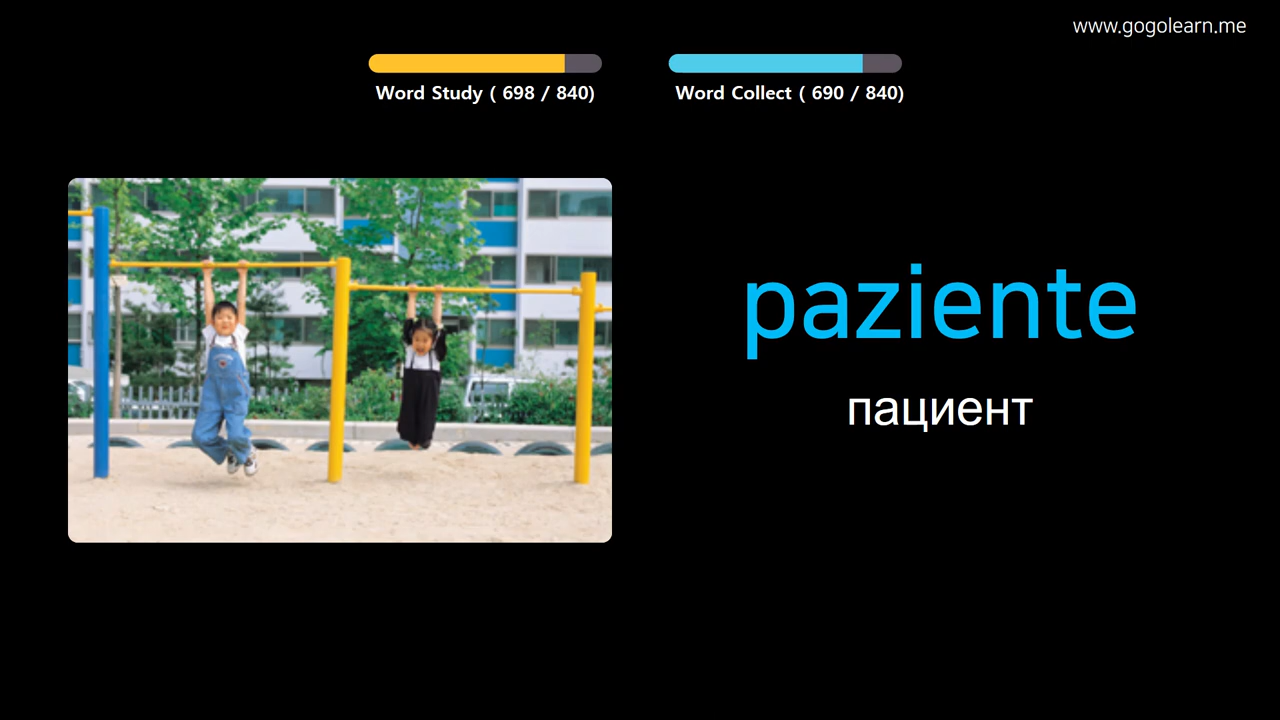 www.gogolearn.me
Word Study ( 698 / 840)
Word Collect ( 690 / 840)
paziente
пациент